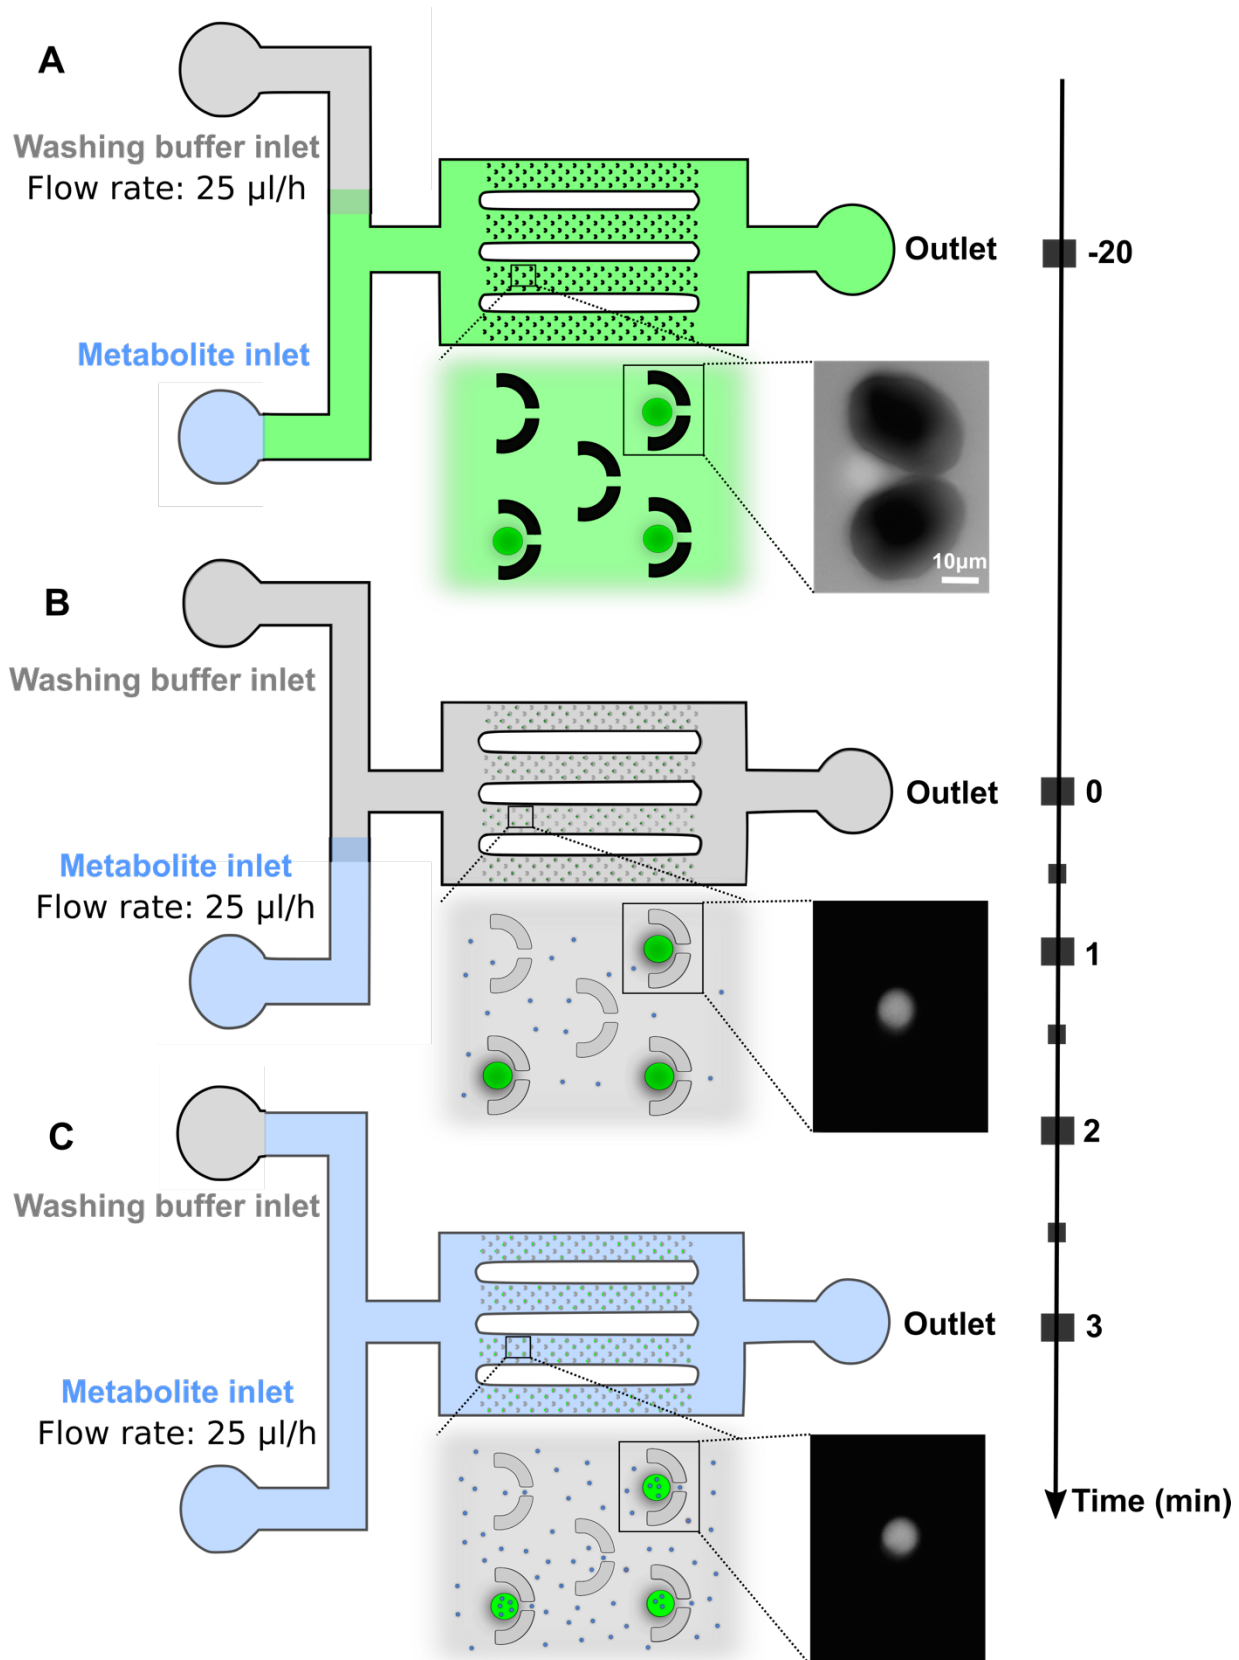 A
Washing buffer inlet
Flow rate: 25 µl/h
Metabolite inlet
Outlet
-20
10µm
B
Washing buffer inlet
Metabolite inlet
Flow rate: 25 µl/h
Outlet
0
1
2
C
Washing buffer inlet
Metabolite inlet
Flow rate: 25 µl/h
Outlet
3
Time (min)